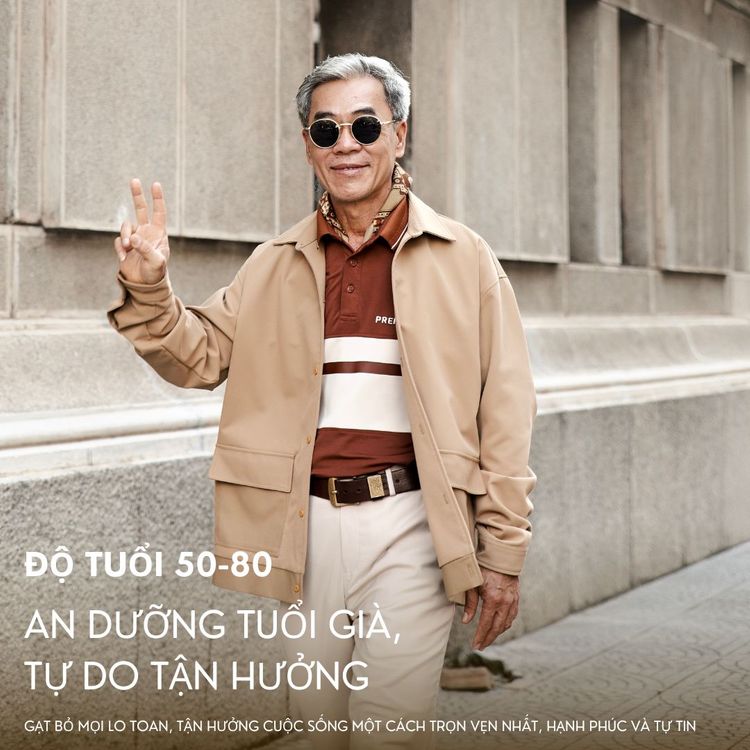 PREM
ĐỘ TUỔI 50-80
AN DƯỠNG TUỔI GIÀ,
TỰ DO TẬN HƯỞNG
GẠT BỎ MỌI LO TOAN, TẬN HƯỞNG CUỘC SỐNG MỘT CÁCH TRỌN VẸN NHẤT, HẠNH PHÚC VÀ TỰ TIN